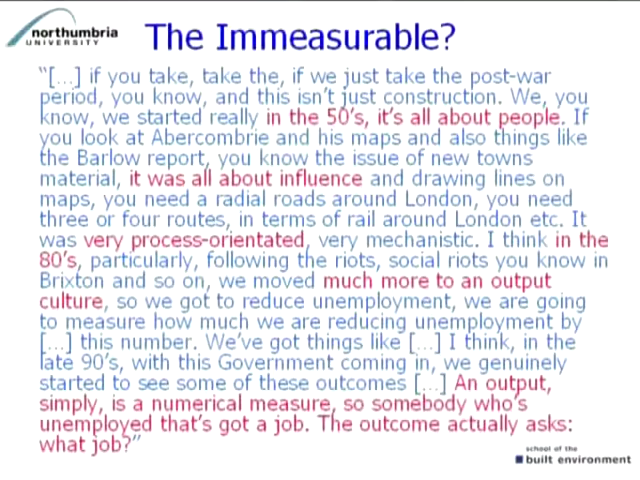 northumbria
UNIVERSITY
The Immeasurable?
"[...] if you take, take the, if we just take the post-war
period, you know, and this isn't just construction. We, you
know, we started really in the 50's, it's all about people. If
you look at Abercombrie and his maps and also things like
the Barlow report, you know the issue of new towns
material, it was all about influence and drawing lines on
maps, you need a radial roads around London, you need
three or four routes, in terms of rail around London etc. It
was very process-orientated, very mechanistic. I think in the
80's, particularly, following the riots, social riots you know in
Brixton and so on, we moved much more to an output
culture, so we got to reduce unemployment, we are going
to measure how much we are reducing unemployment by
[...] this number. We've got things like [...] I think, in the
late 90's, with this Government coming in, we genuinely
started to see some of these outcomes [...] An output,
simply, is a numerical measure, so somebody who's
unemployed that's got a job. The outcome actually asks:
what job?"
school of the
built environment